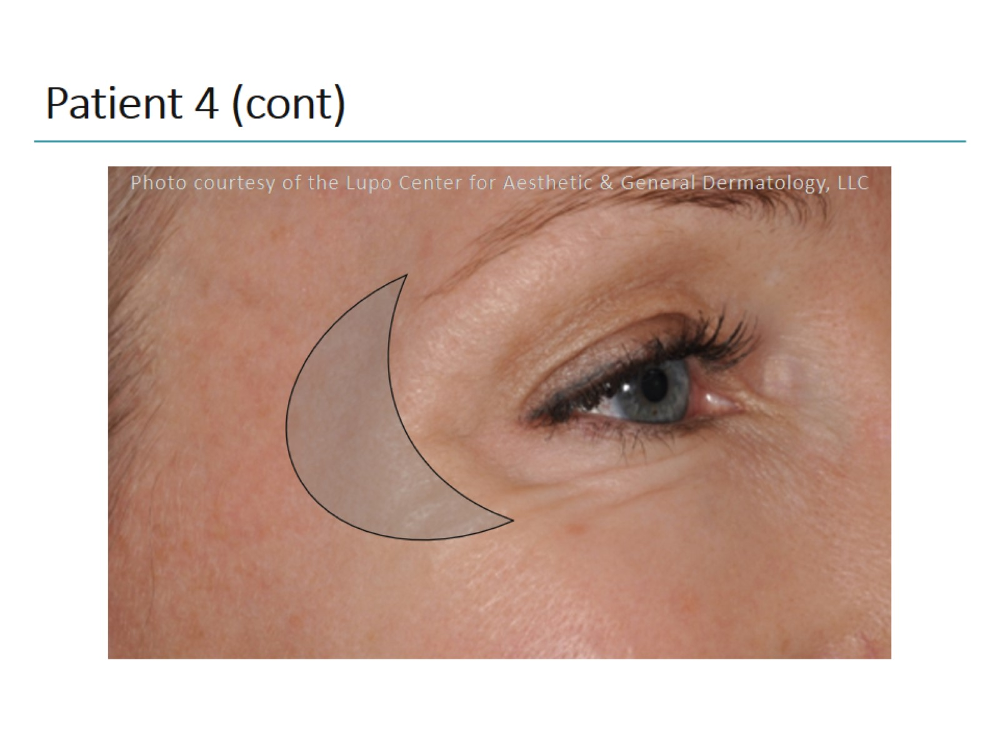 Patient 4 (cont)
Photo courtesy of the Lupo Center for Aesthetic & General Dermatology, LLC